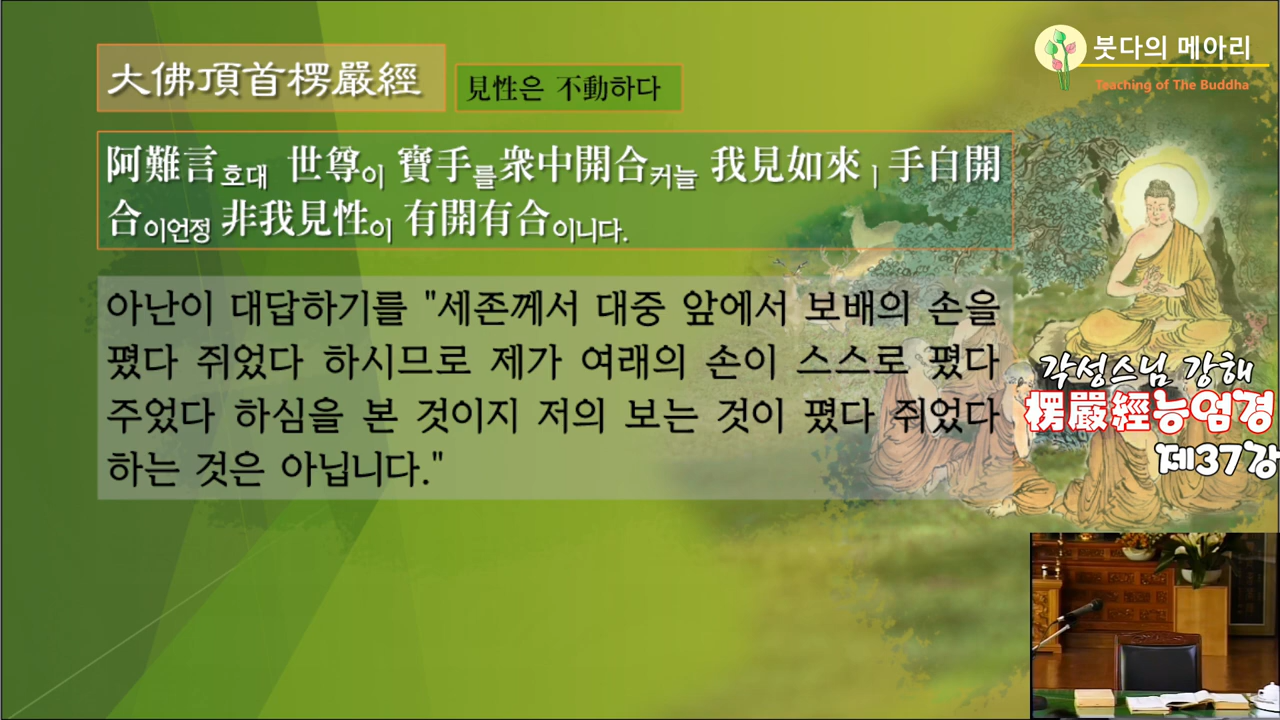 大佛頂首楞嚴經
見性은 不動하다
붓다의 메아리
Teaching of The Buddha
阿難言호대 世尊이 寶手를衆中開合커늘 我見如來ㅣ手自開
合이언정 非我見性이 有開有合이니다.
아난이 대답하기를 "세존께서 대중 앞에서 보배의 손을
폈다 쥐었다 하시므로 제가 여래의 손이 스스로 폈다
주었다 하심을 본 것이지 저의 보는 것이 폈다 쥐었다
하는 것은 아닙니다."
각성스님 강해
楞嚴經능엄경
제37강